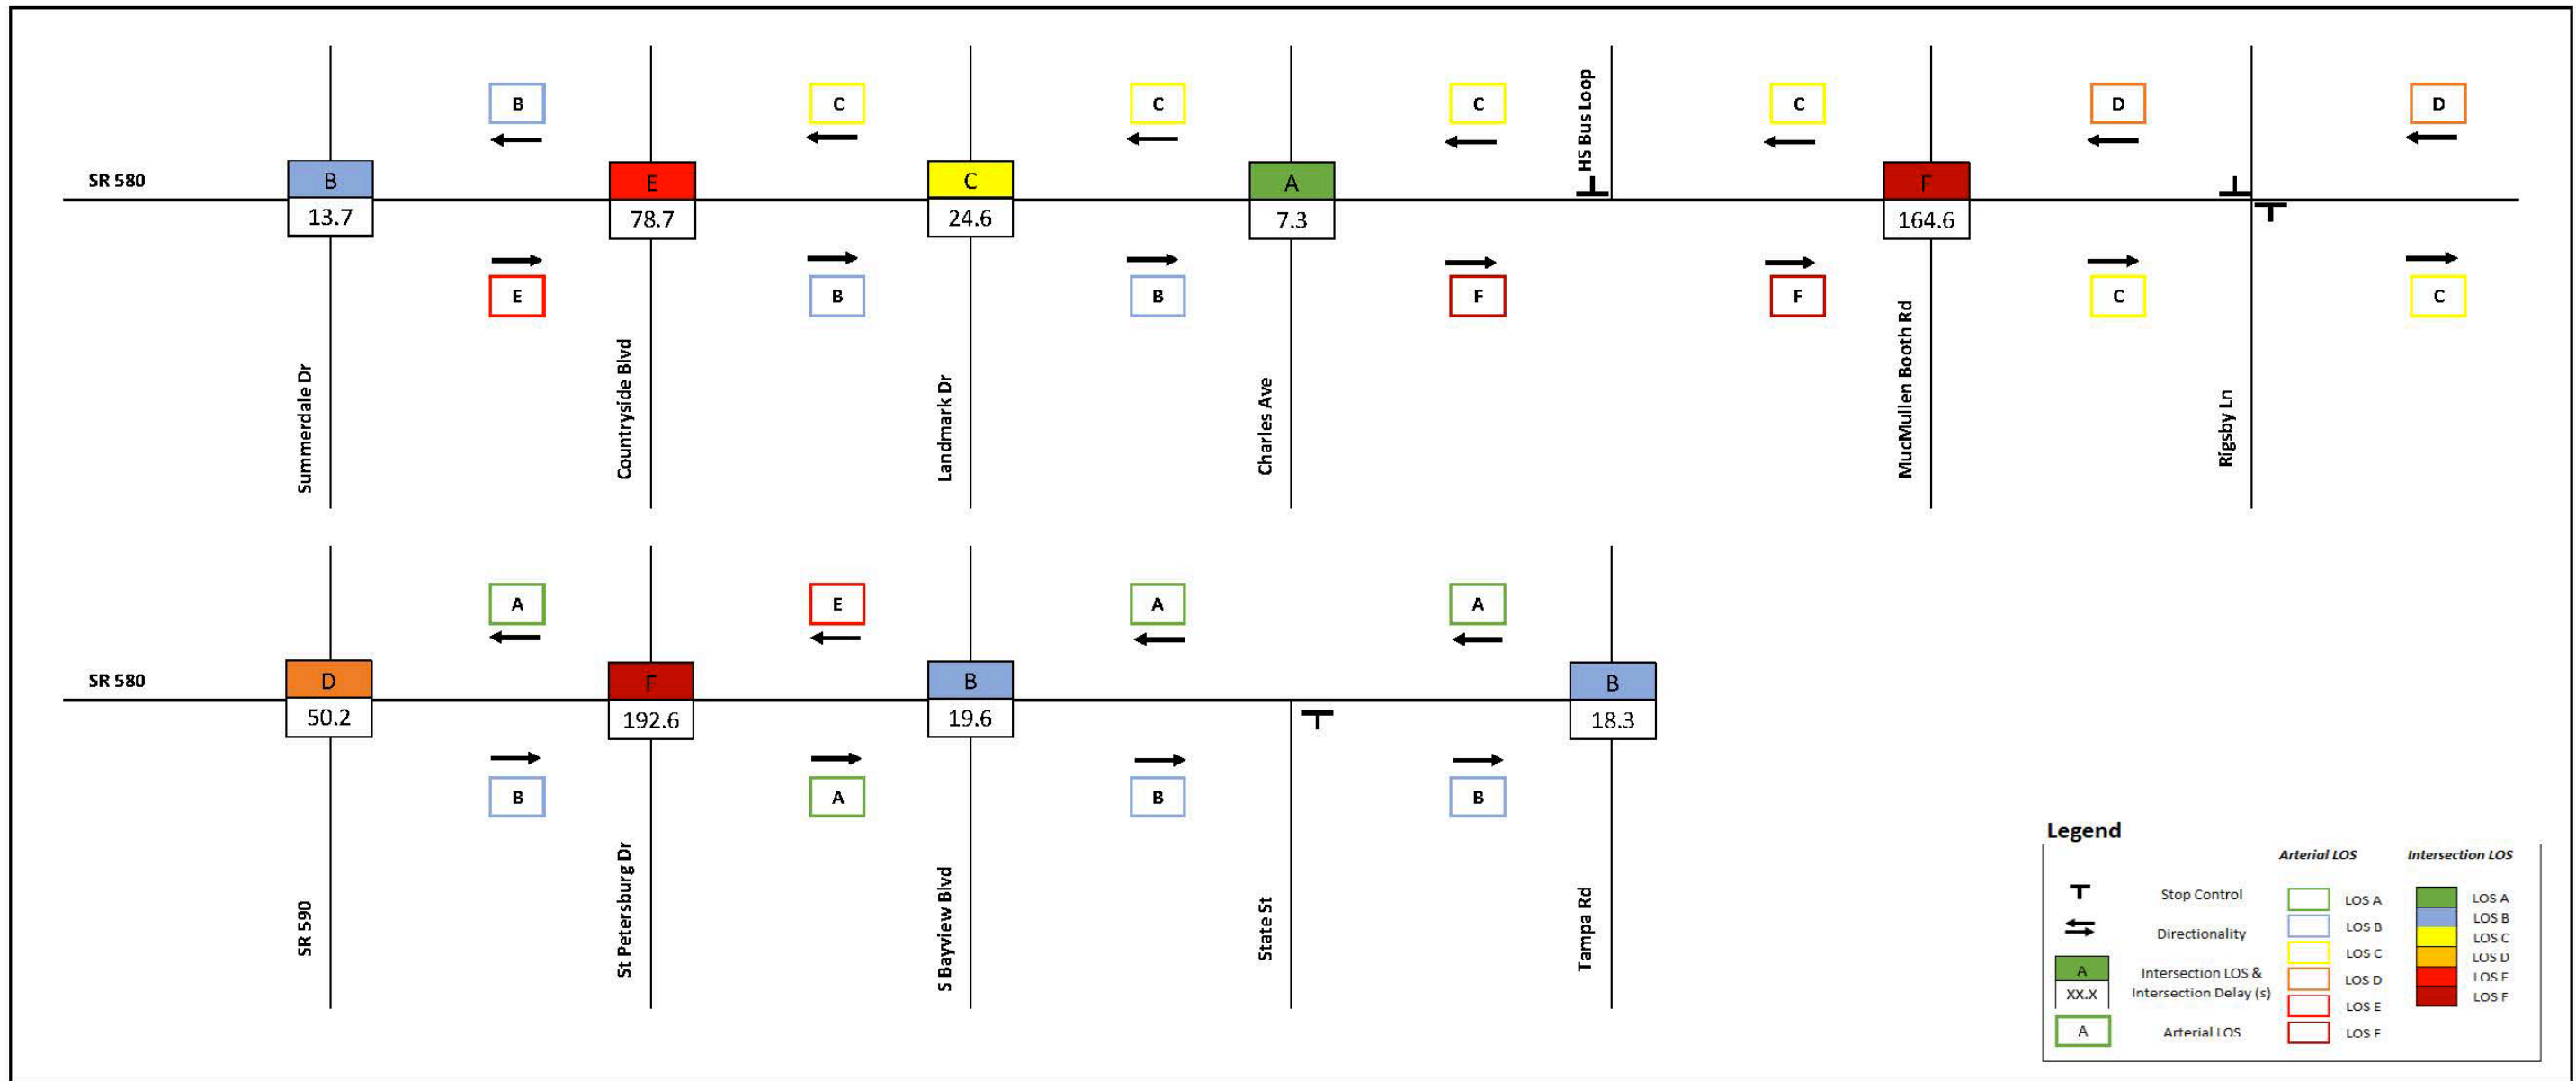 B C C C C D D
HS Bus Loop
SR 580
B E C A F
13.7 78.7 24.6 7.3 164.6
E B B F F C C
Summerdale Dr
Countryside Blvd
Landmark Dr
Charles Ave
MucMullen Booth Rd
Rigsby Ln
A E A A
SR 580
D F B B
50.2 192.6 19.6 18.3
B A B B
SR 590
St Petersburg Dr
S Bayview Blvd
State St
Tampa Rd
Legend
Arterial LOS Intersection LOS
Stop Control
Directionality
A
XX.X
Intersection LOS &
Intersection Delay (s)
A
Arterial LOS
LOS A
LOS B
LOS C
LOS D
LOS E
LOS F
LOS A
LOS B
LOS C
LOS D
LOS E
LOS F